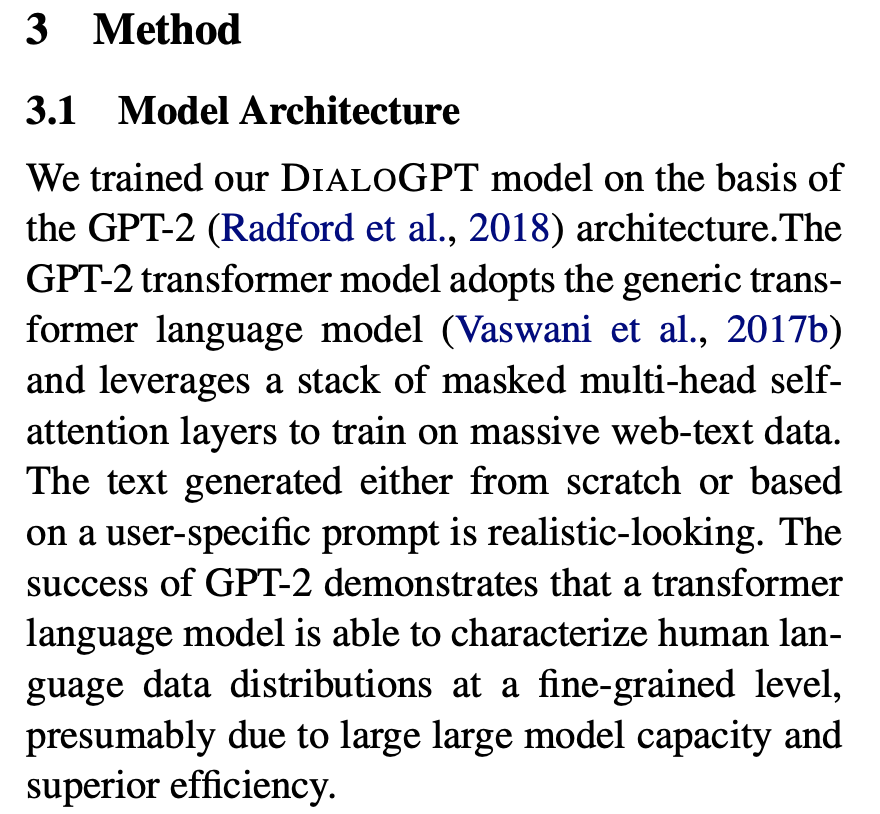 3 Method
3.1 Model Architecture
We trained our DIALOGPT model on the basis of
the GPT-2 (Radford et al., 2018) architecture.The
GPT-2 transformer model adopts the generic trans-
former language model (Vaswani et al., 2017b)
and leverages a stack of masked multi-head self-
attention layers to train on massive web-text data.
The text generated either from scratch or based
on a user-specific prompt is realistic-looking. The
success of GPT-2 demonstrates that a transformer
language model is able to characterize human lan-
guage data distributions at a fine-grained level,
presumably due to large large model capacity and
superior efficiency.